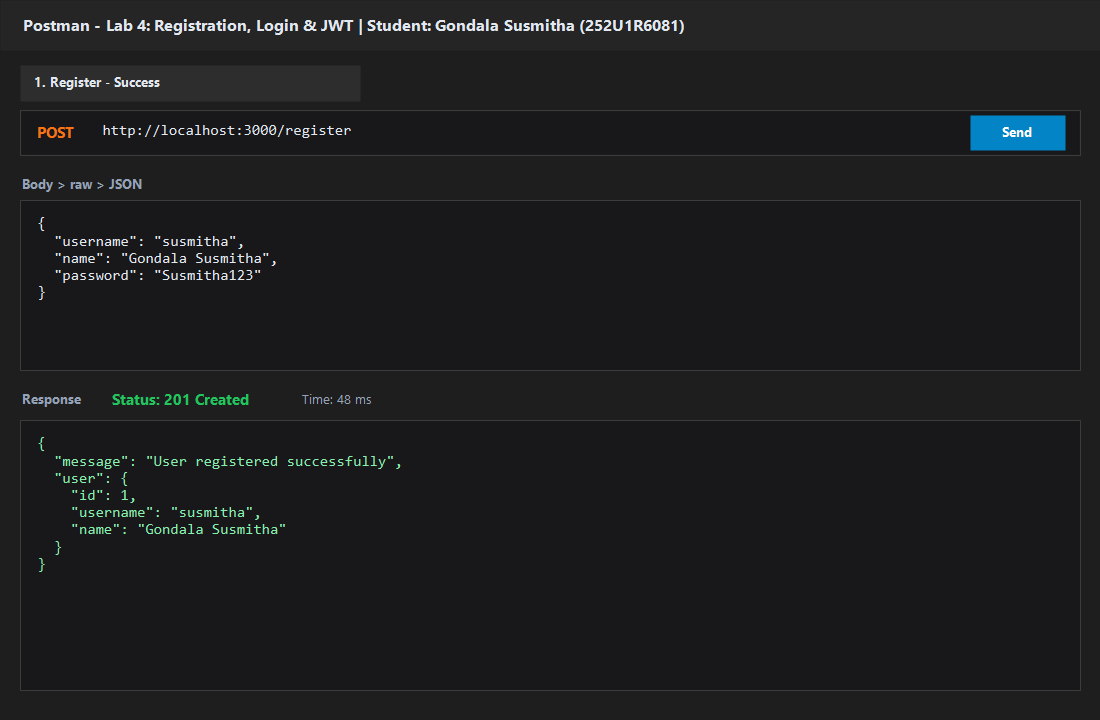 Postman - Lab 4: Registration, Login & JWT | Student: Gondala Susmitha (252U1R6081)
1. Register - Success
POST http://localhost:3000/register Send
Body > raw > JSON
{
  "username": "susmitha",
  "name": "Gondala Susmitha",
  "password": "Susmitha123"
}
Response Status: 201 Created Time: 48 ms
{
  "message": "User registered successfully",
  "user": {
    "id": 1,
    "username": "susmitha",
    "name": "Gondala Susmitha"
  }
}